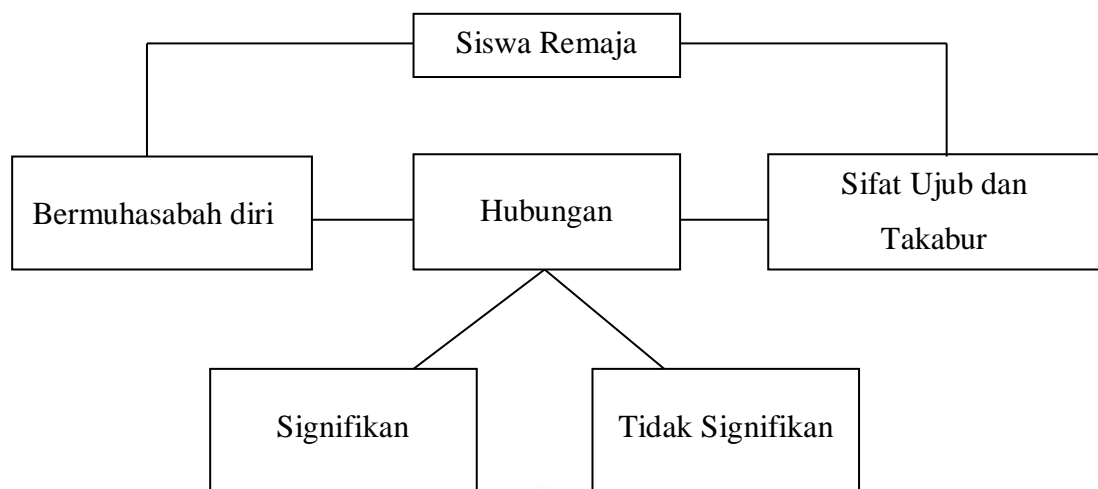 Siswa Remaja
Bermuhasabah diri
Hubungan
Sifat Ujub dan
Takabur
Signifikan
Tidak Signifikan